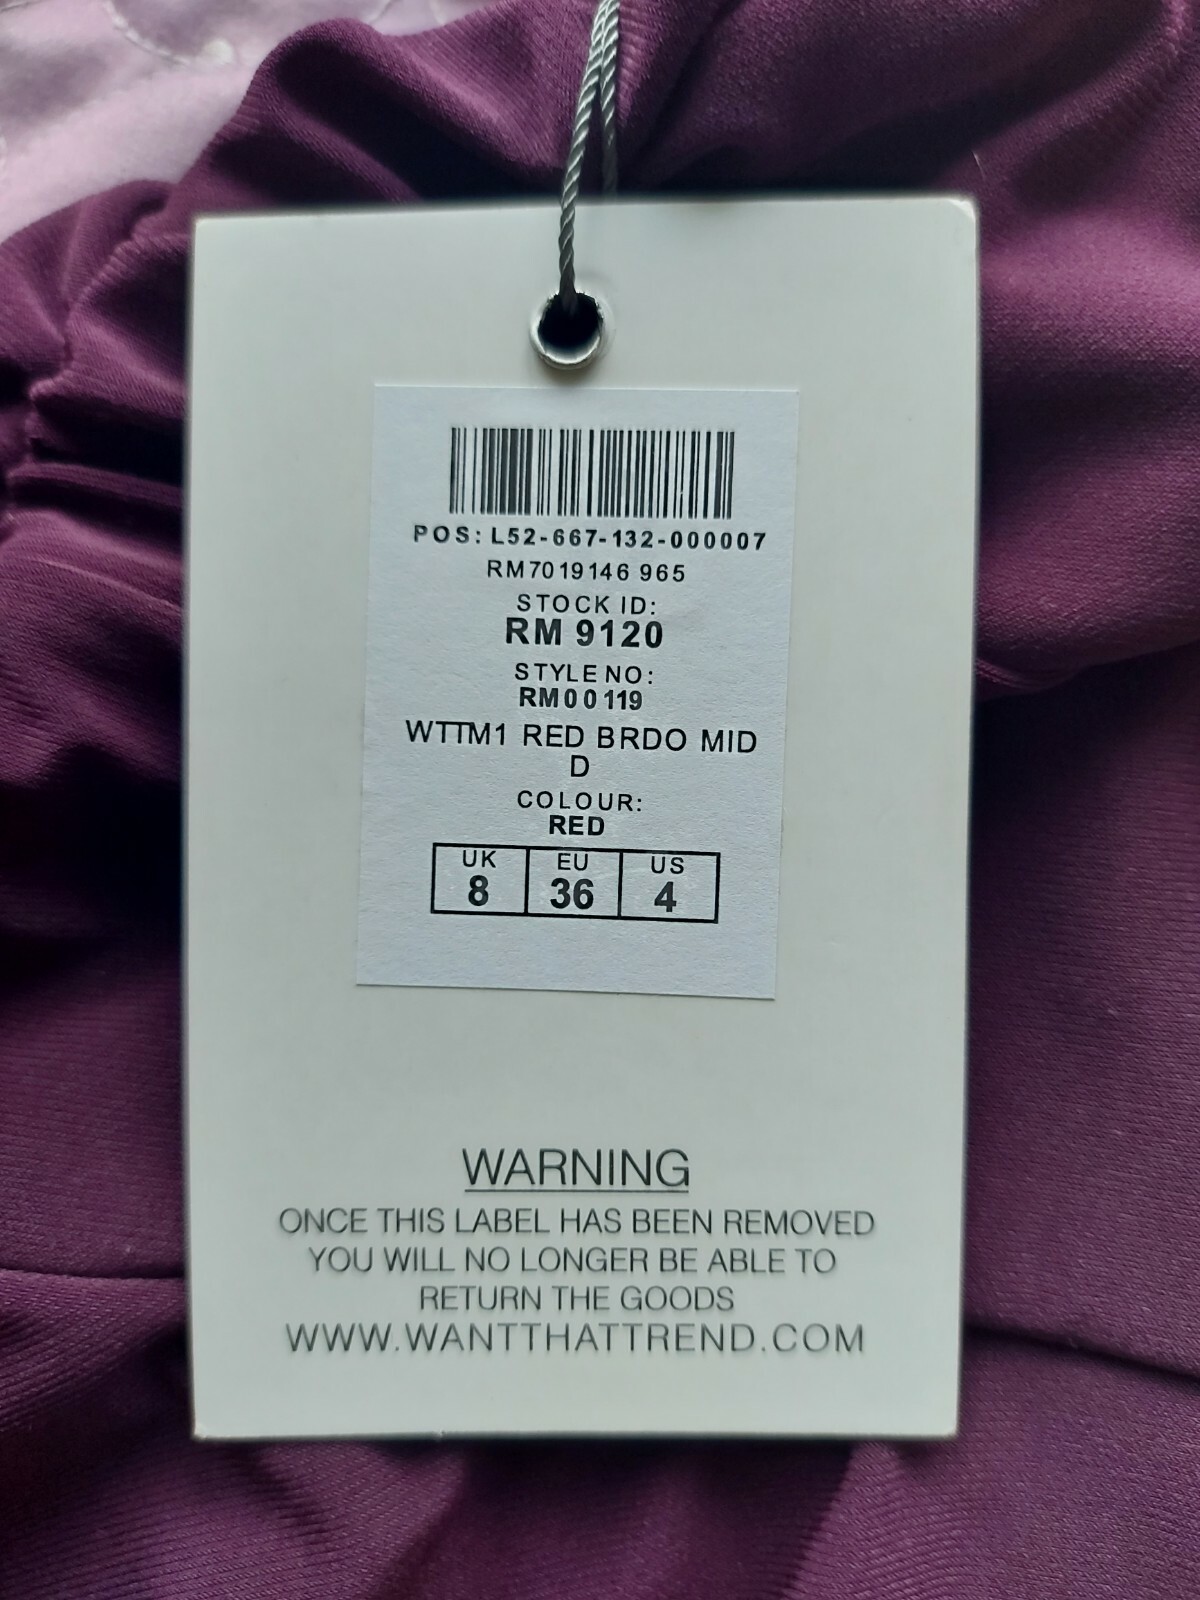 POS: L52-667-132-000007
RM7019146 965
STOCK ID:
RM 9120
STYLE NO:
RM00119
WTTM1 RED BRDO MID
D
COLOUR:
RED
UK EU US
8 36 4
WARNING
ONCE THIS LABEL HAS BEEN REMOVED
YOU WILL NO LONGER BE ABLE TO
RETURN THE GOODS
WWW.WANTTHATTREND.COM